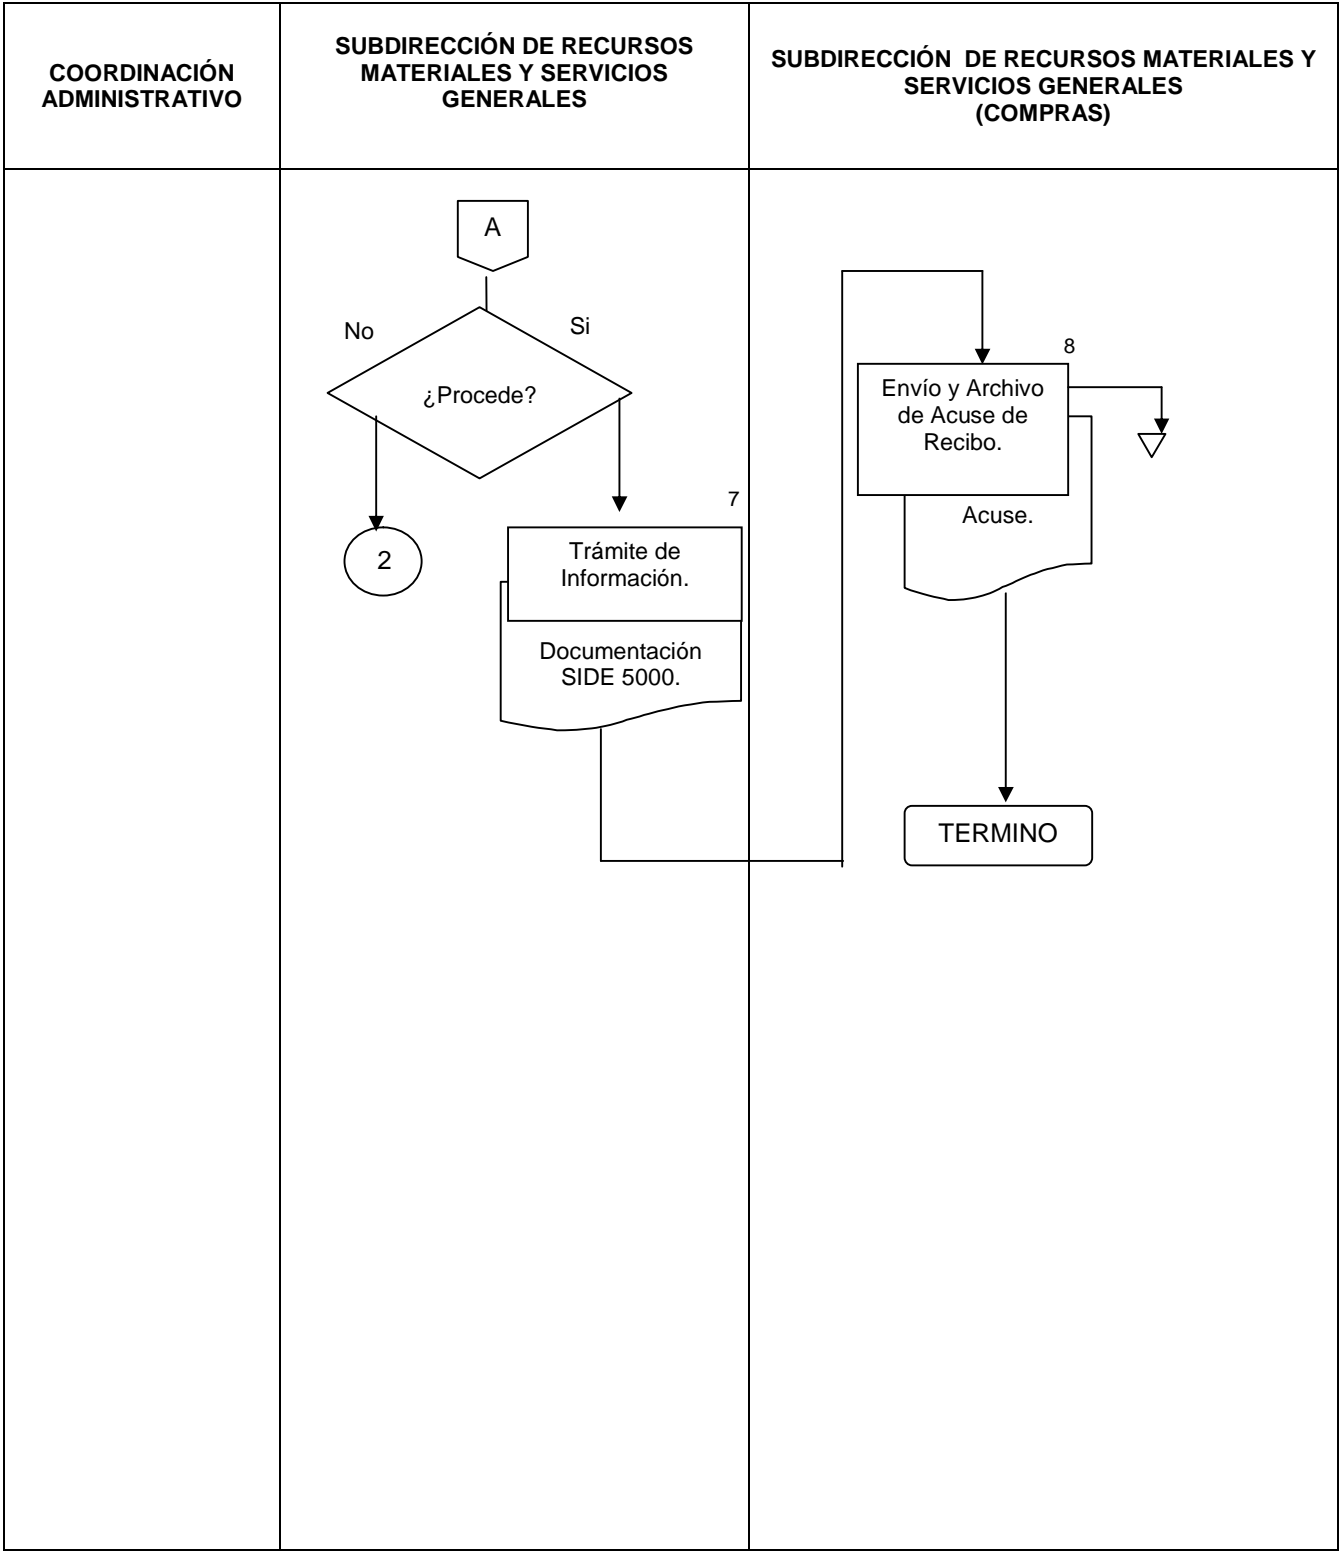 COORDINACIÓN
ADMINISTRATIVO
SUBDIRECCIÓN DE RECURSOS
MATERIALES Y SERVICIOS
GENERALES
SUBDIRECCIÓN DE RECURSOS MATERIALES Y
SERVICIOS GENERALES
(COMPRAS)
A
No
Si
¿Procede?
2
7
Trámite de
Información.
Documentación
SIDE 5000.
8
Envío y Archivo
de Acuse de
Recibo.
Acuse.
TERMINO